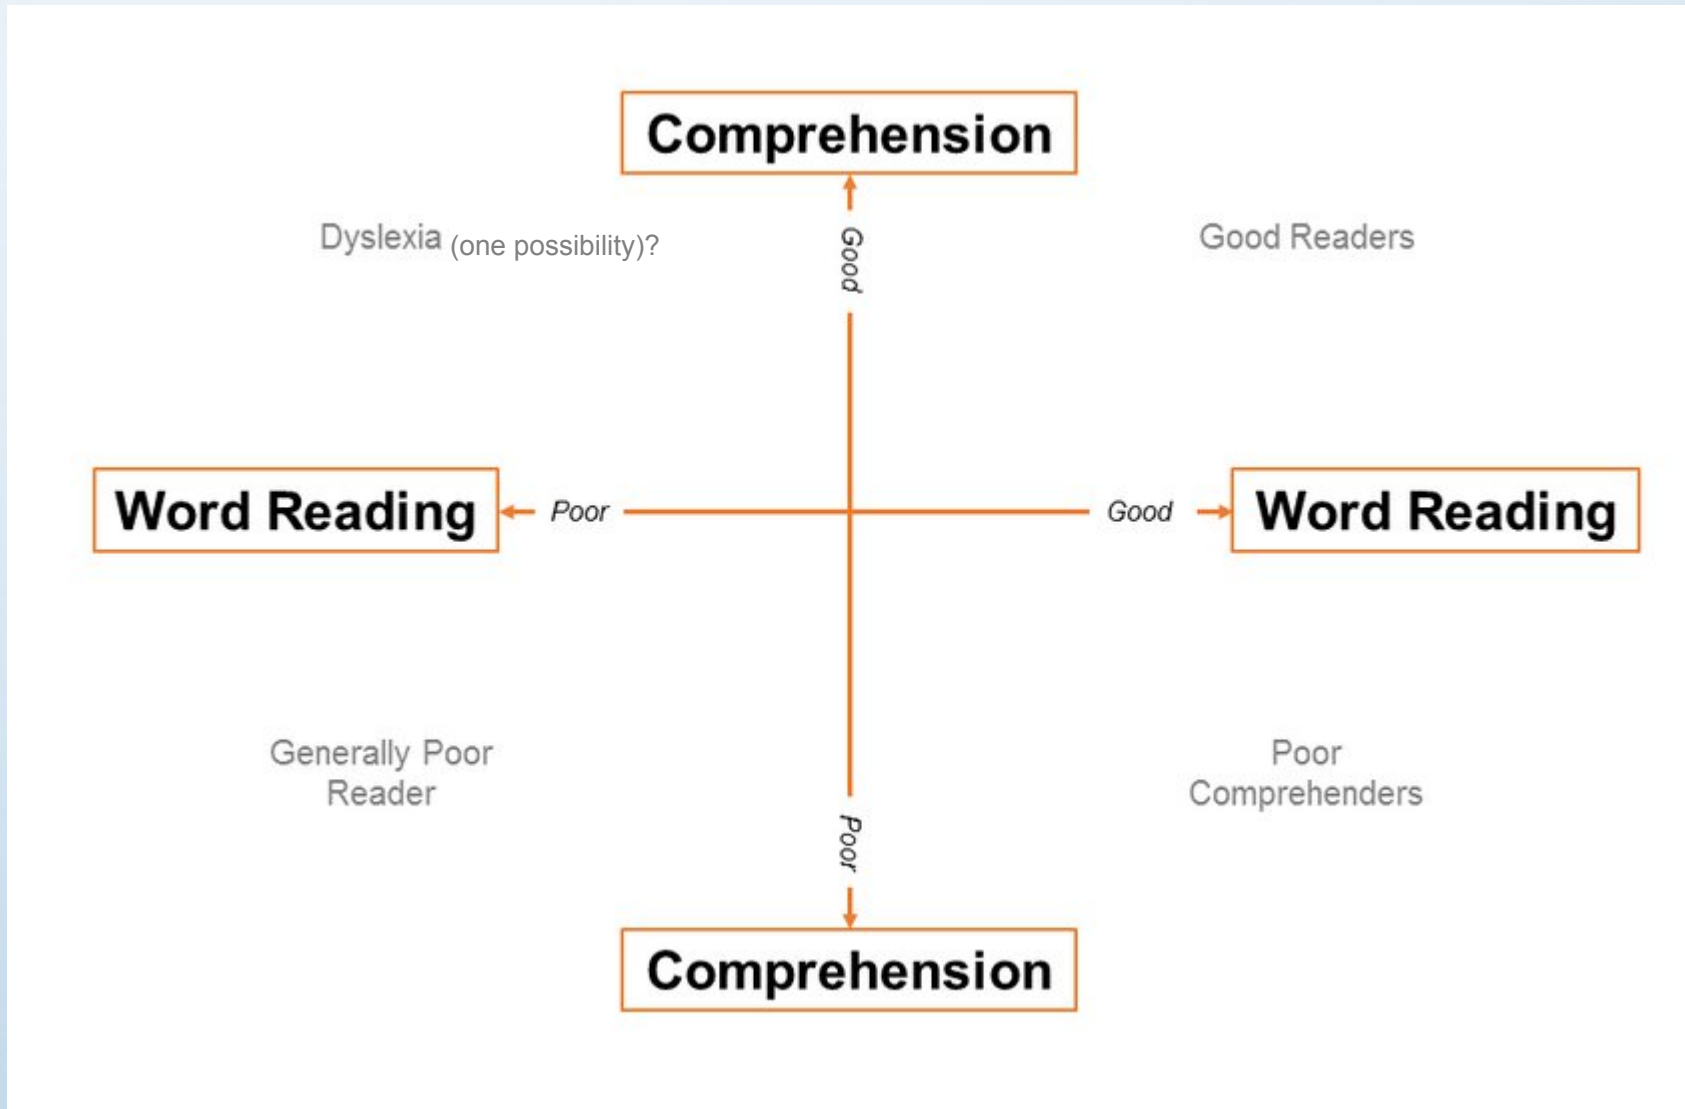 Comprehension
Dyslexia (one possibility)?
Good
Good Readers
Word Reading
Poor
Good
Word Reading
Generally Poor
Reader
Poor
Comprehenders
Poor
Comprehension